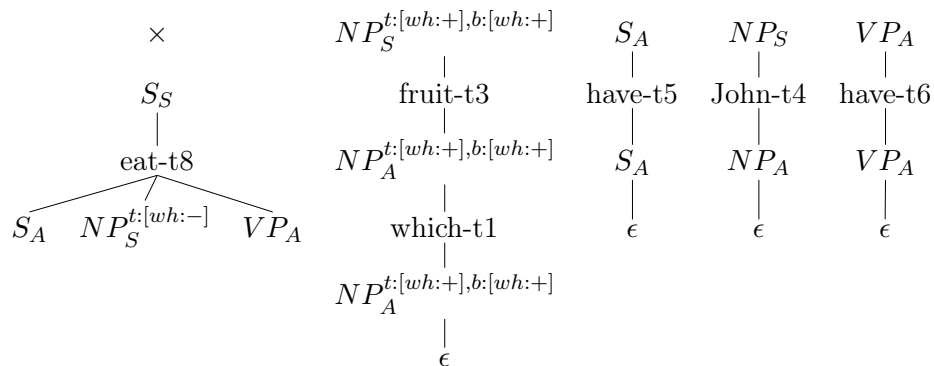 × NP_S^{t:[wh:+],b:[wh:+]} S_A NP_S VP_A
S_S fruit-t3 have-t5 John-t4 have-t6
eat-t8 NP_A^{t:[wh:+],b:[wh:+]} S_A NP_A VP_A
S_A NP_S^{t:[wh:−]} VP_A which-t1 ϵ ϵ ϵ
NP_A^{t:[wh:+],b:[wh:+]}
ϵ